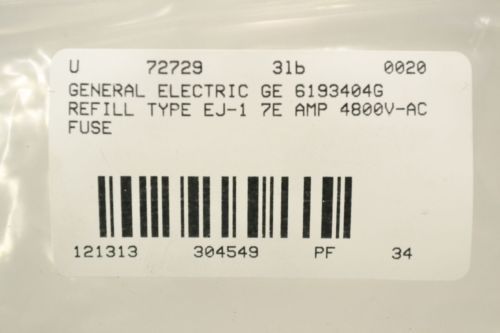 U 72729 31b 0020
GENERAL ELECTRIC GE 6193404G
REFILL TYPE EJ-1 7E AMP 4800V-AC
FUSE
121313 304549 PF 34